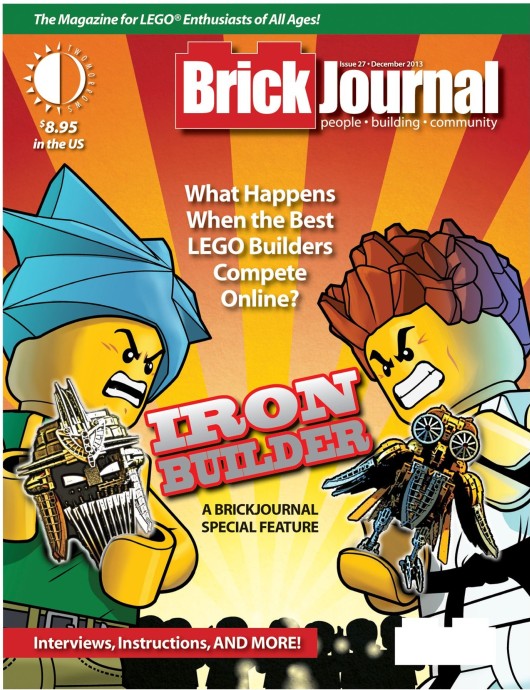 The Magazine for LEGO® Enthusiasts of All Ages!
TWOMORROWS
$8.95
in the US
Issue 27 • December 2013
BrickJournal
people • building • community
What Happens
When the Best
LEGO Builders
Compete
Online?
IRON
BUILDER
A BRICKJOURNAL
SPECIAL FEATURE
Interviews, Instructions, AND MORE!